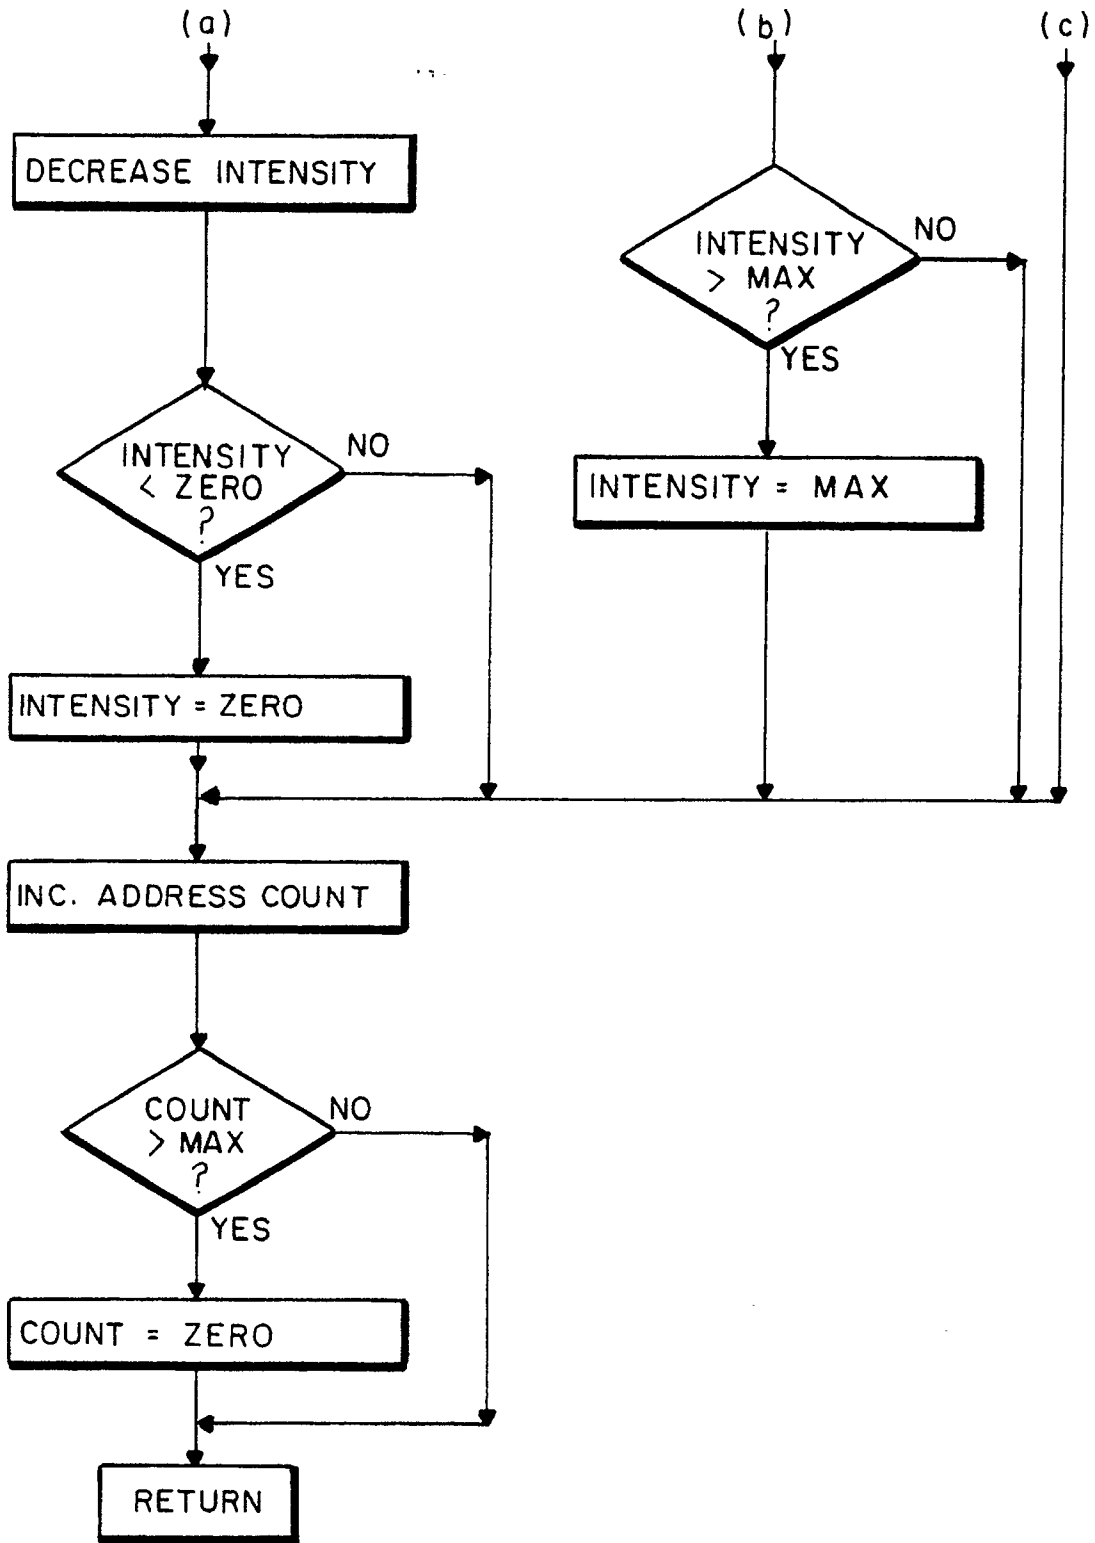 (a)
(b)
(c)
DECREASE INTENSITY
INTENSITY
> MAX
?
NO
YES
INTENSITY
< ZERO
?
NO
YES
INTENSITY = MAX
INTENSITY = ZERO
INC. ADDRESS COUNT
COUNT
> MAX
?
NO
YES
COUNT = ZERO
RETURN